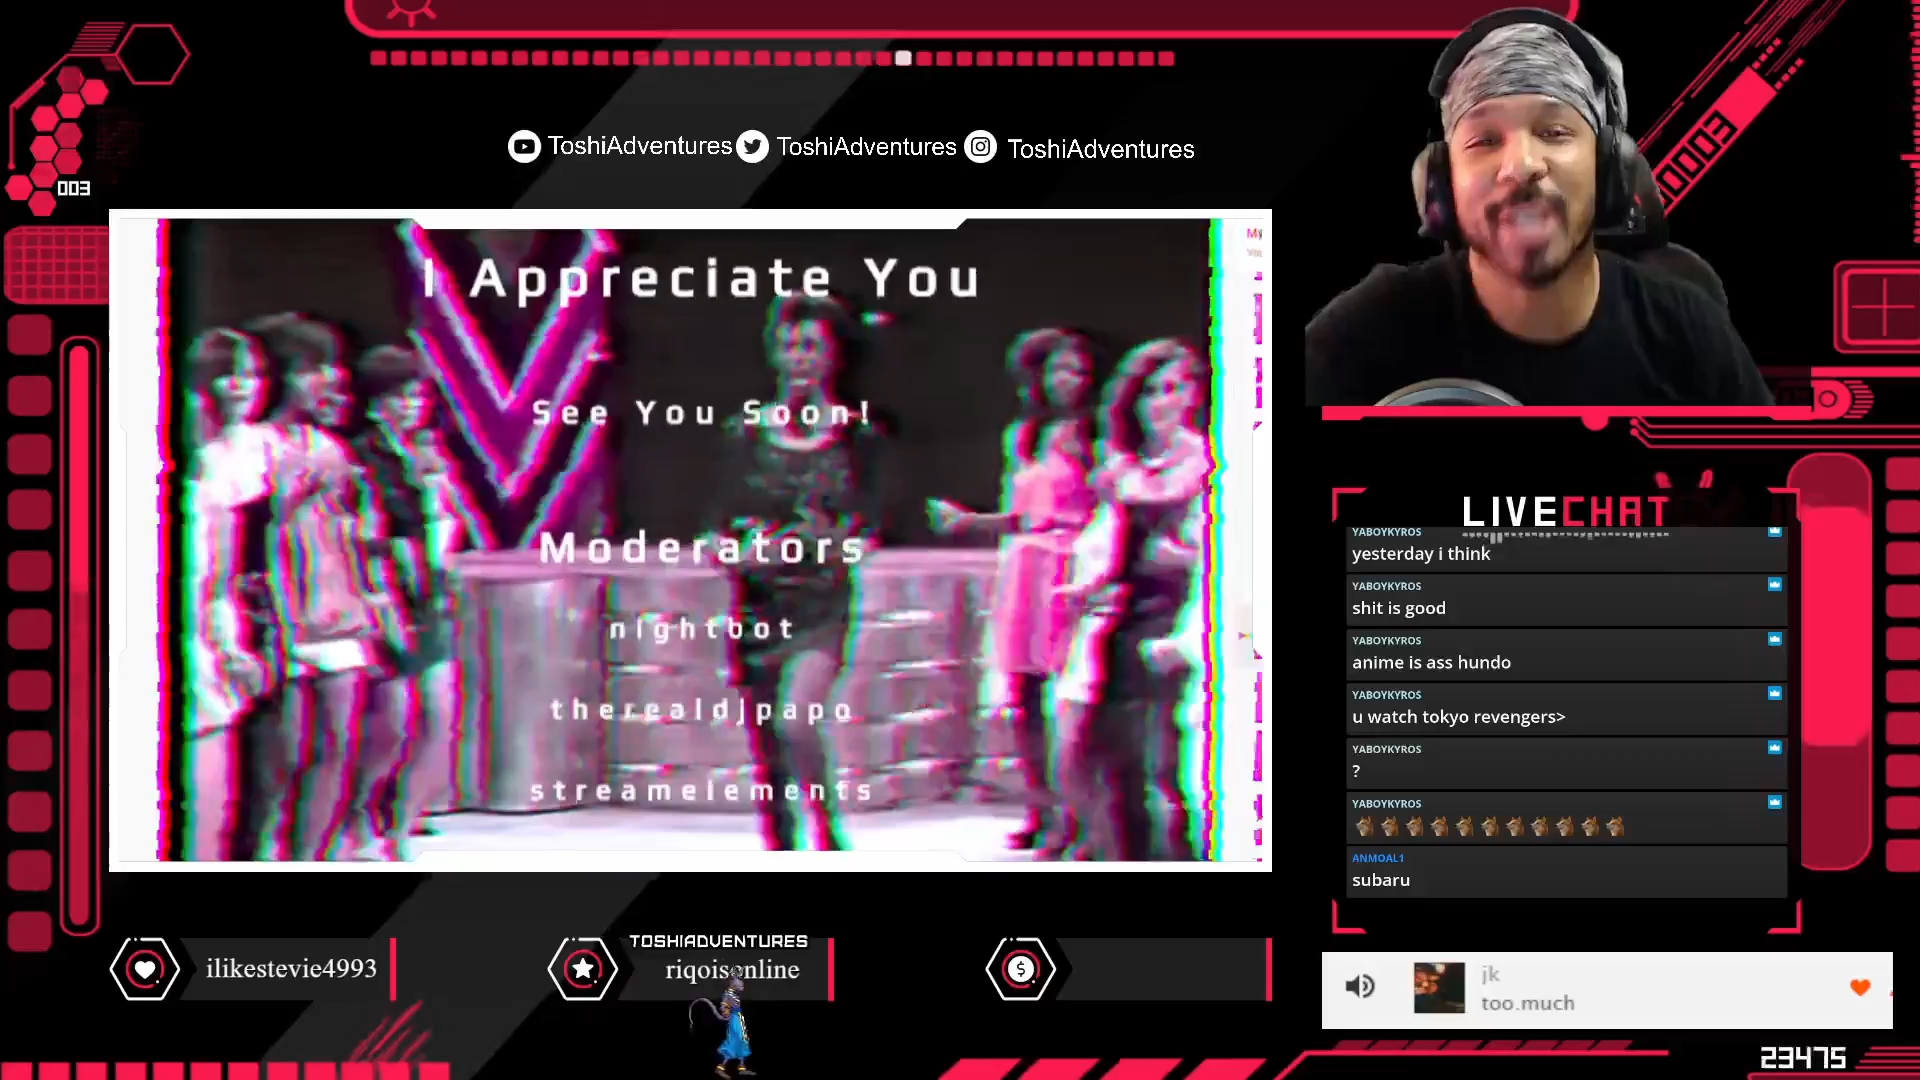 003
ToshiAdventures ToshiAdventures ToshiAdventures
0003
I Appreciate You
See You Soon!
Moderators
nightbot
therealdjpapo
streamelements
LIVECHAT
YABOYKYROS
yesterday i think
YABOYKYROS
shit is good
YABOYKYROS
anime is ass hundo
YABOYKYROS
u watch tokyo revengers>
YABOYKYROS
?
YABOYKYROS
ANMOAL1
subaru
ilikestevie4993
TOSHIADVENTURES
riqoisonline
jk
too.much
23475